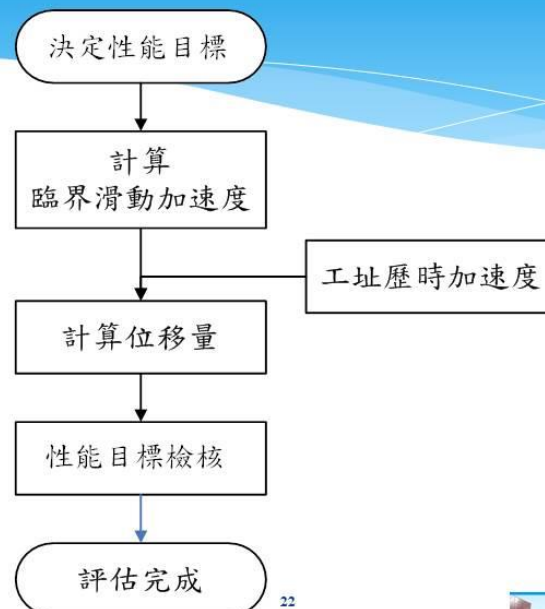 決定性能目標
計算
臨界滑動加速度
工址歷時加速度
計算位移量
性能目標檢核
評估完成
22